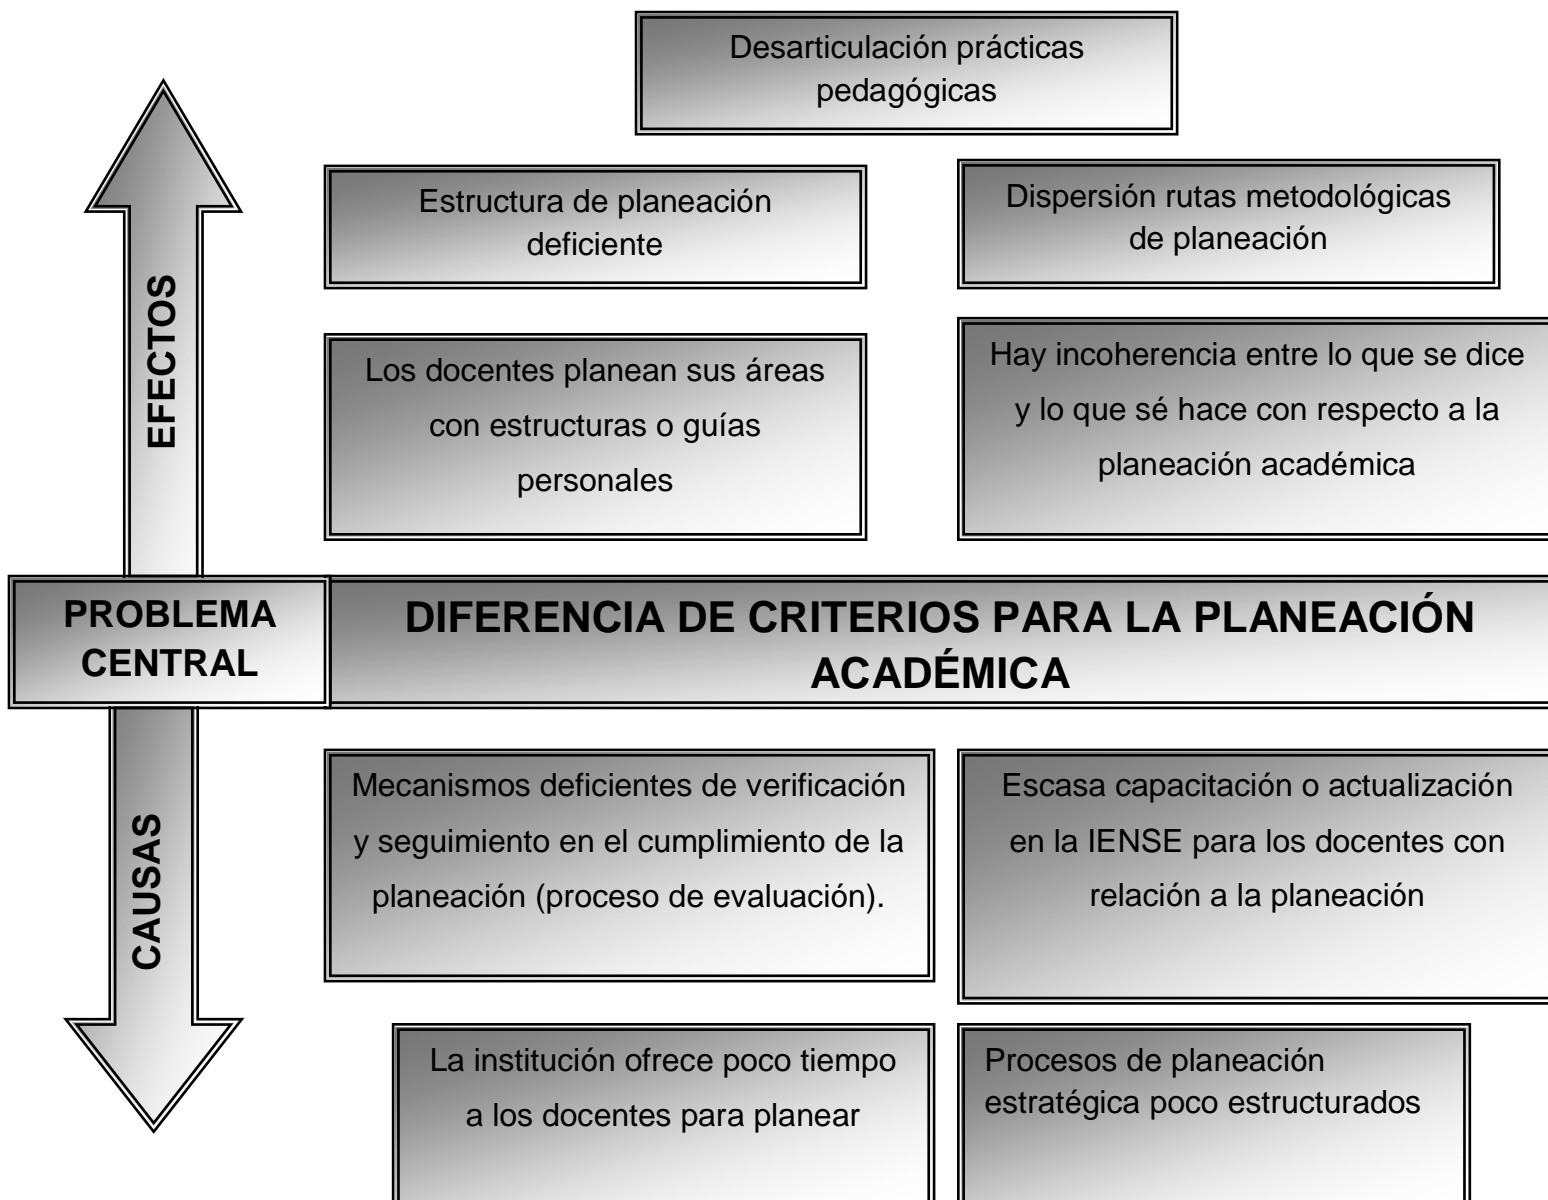 Desarticulación prácticas
pedagógicas
Estructura de planeación
deficiente
Dispersión rutas metodológicas
de planeación
EFECTOS
Los docentes planean sus áreas
con estructuras o guías
personales
Hay incoherencia entre lo que se dice
y lo que sé hace con respecto a la
planeación académica
PROBLEMA
CENTRAL
DIFERENCIA DE CRITERIOS PARA LA PLANEACIÓN
ACADÉMICA
CAUSAS
Mecanismos deficientes de verificación
y seguimiento en el cumplimiento de la
planeación (proceso de evaluación).
Escasa capacitación o actualización
en la IENSE para los docentes con
relación a la planeación
La institución ofrece poco tiempo
a los docentes para planear
Procesos de planeación
estratégica poco estructurados